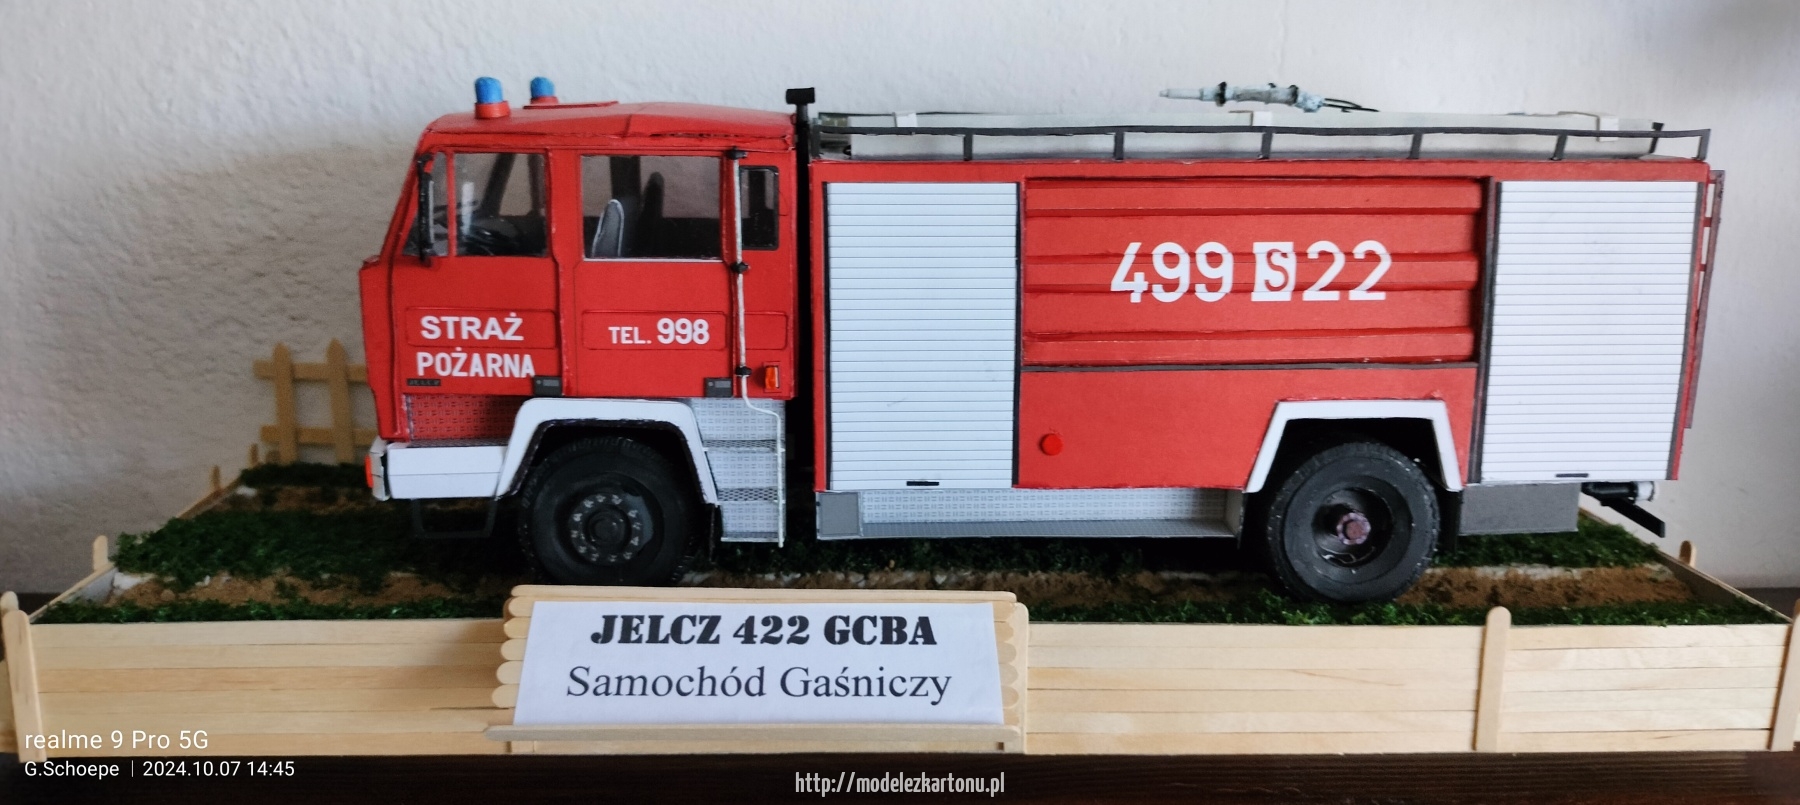 499 S 22
STRAŻ
POŻARNA
TEL. 998
JELCZ
JELCZ 422 GCBA
Samochód Gaśniczy
realme 9 Pro 5G
G.Schoepe | 2024.10.07 14:45
http://modelezkartonu.pl